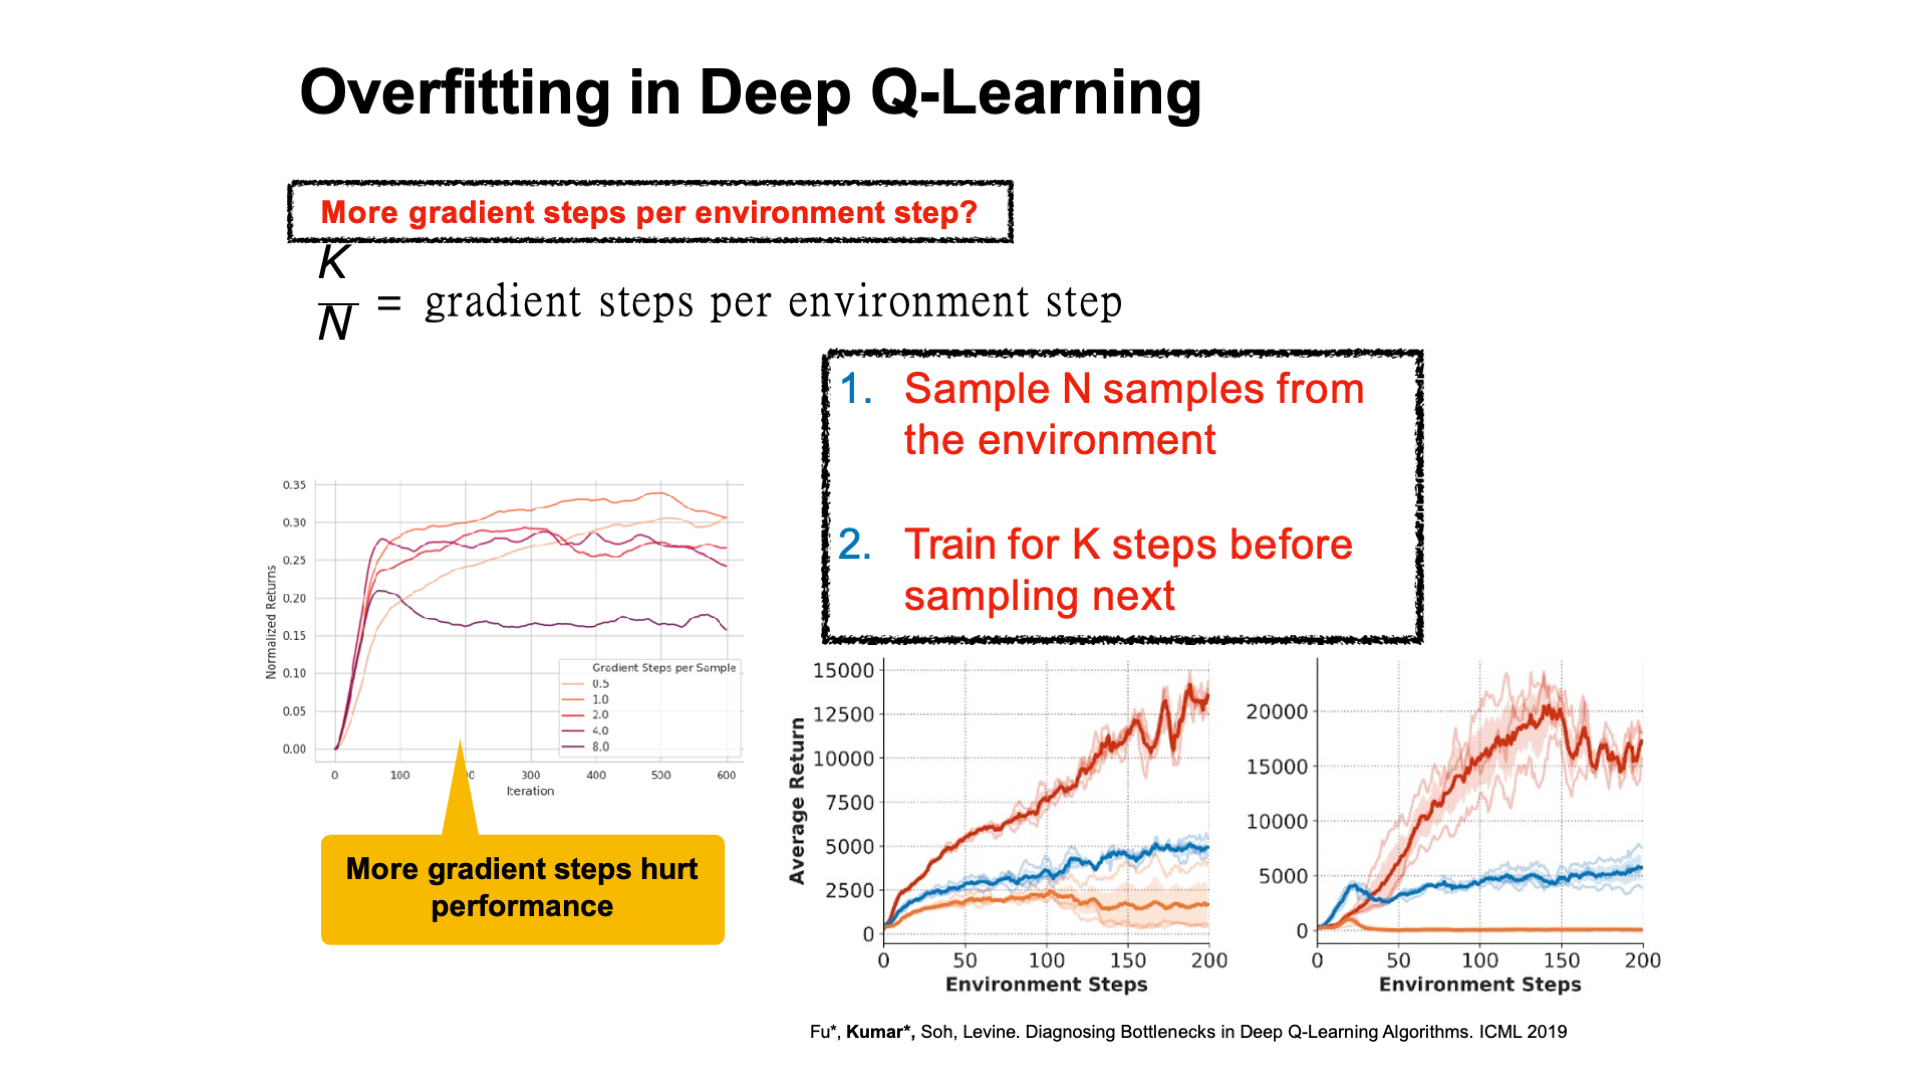 Overfitting in Deep Q-Learning
More gradient steps per environment step?
K
N
= gradient steps per environment step
1. Sample N samples from
the environment
2. Train for K steps before
sampling next
0.35
0.30
0.25
0.20
0.15
0.10
0.05
0.00
Normalized Returns
Gradient Steps per Sample
0.5
1.0
2.0
4.0
8.0
0 100 300 400 500 600
Iteration
More gradient steps hurt
performance
15000
12500
10000
7500
5000
2500
0
Average Return
0 50 100 150 200
Environment Steps
20000
15000
10000
5000
0
0 50 100 150 200
Environment Steps
Fu*, Kumar*, Soh, Levine. Diagnosing Bottlenecks in Deep Q-Learning Algorithms. ICML 2019